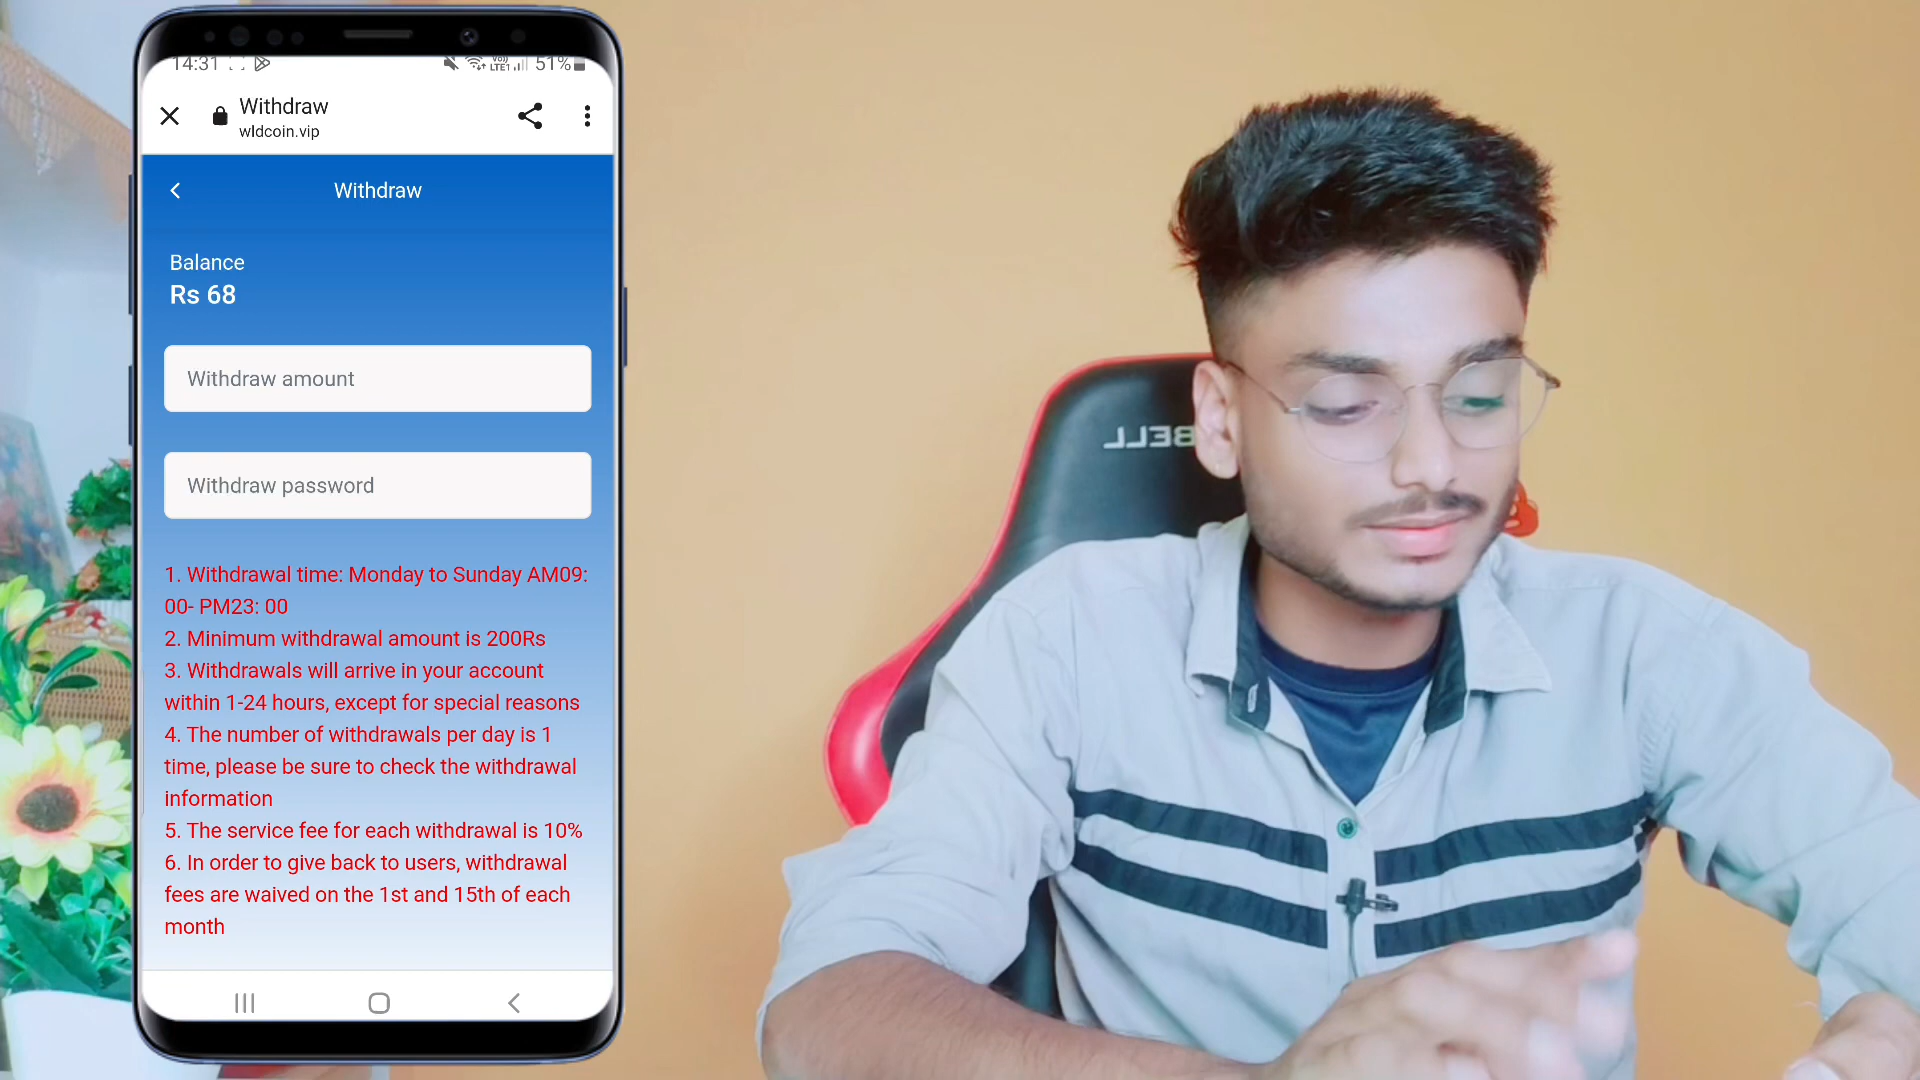 14:31
51%
Withdraw
wldcoin.vip
Withdraw
Balance
Rs 68
Withdraw amount
Withdraw password
1. Withdrawal time: Monday to Sunday AM09:
00- PM23: 00
2. Minimum withdrawal amount is 200Rs
3. Withdrawals will arrive in your account
within 1-24 hours, except for special reasons
4. The number of withdrawals per day is 1
time, please be sure to check the withdrawal
information
5. The service fee for each withdrawal is 10%
6. In order to give back to users, withdrawal
fees are waived on the 1st and 15th of each
month
BELL